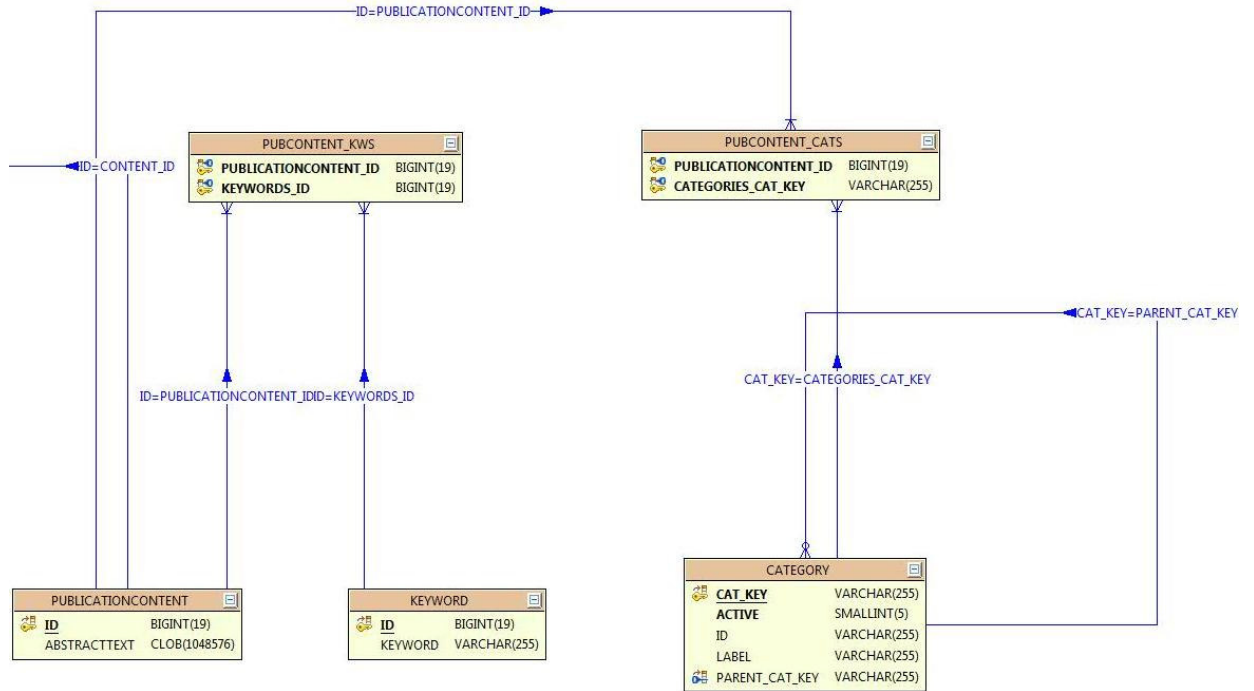 ID=PUBLICATIONCONTENT_ID
PUBCONTENT_KWS
PUBLICATIONCONTENT_ID BIGINT(19)
KEYWORDS_ID BIGINT(19)
PUBCONTENT_CATS
PUBLICATIONCONTENT_ID BIGINT(19)
CATEGORIES_CAT_KEY VARCHAR(255)
ID=CONTENT_ID
CAT_KEY=PARENT_CAT_KEY
CAT_KEY=CATEGORIES_CAT_KEY
ID=PUBLICATIONCONTENT_IDID=KEYWORDS_ID
PUBLICATIONCONTENT
ID BIGINT(19)
ABSTRACTTEXT CLOB(1048576)
KEYWORD
ID BIGINT(19)
KEYWORD VARCHAR(255)
CATEGORY
CAT_KEY VARCHAR(255)
ACTIVE SMALLINT(5)
ID VARCHAR(255)
LABEL VARCHAR(255)
PARENT_CAT_KEY VARCHAR(255)